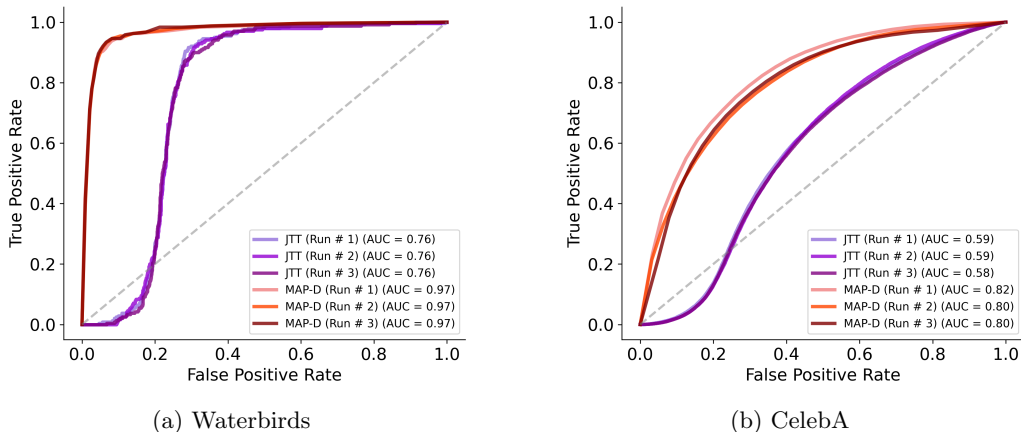 1.0
0.8
0.6
0.4
0.2
0.0
True Positive Rate
JTT (Run # 1) (AUC = 0.76)
JTT (Run # 2) (AUC = 0.76)
JTT (Run # 3) (AUC = 0.76)
MAP-D (Run # 1) (AUC = 0.97)
MAP-D (Run # 2) (AUC = 0.97)
MAP-D (Run # 3) (AUC = 0.97)
0.0 0.2 0.4 0.6 0.8 1.0
False Positive Rate
(a) Waterbirds
1.0
0.8
0.6
0.4
0.2
0.0
True Positive Rate
JTT (Run # 1) (AUC = 0.59)
JTT (Run # 2) (AUC = 0.59)
JTT (Run # 3) (AUC = 0.58)
MAP-D (Run # 1) (AUC = 0.82)
MAP-D (Run # 2) (AUC = 0.80)
MAP-D (Run # 3) (AUC = 0.80)
0.0 0.2 0.4 0.6 0.8 1.0
False Positive Rate
(b) CelebA